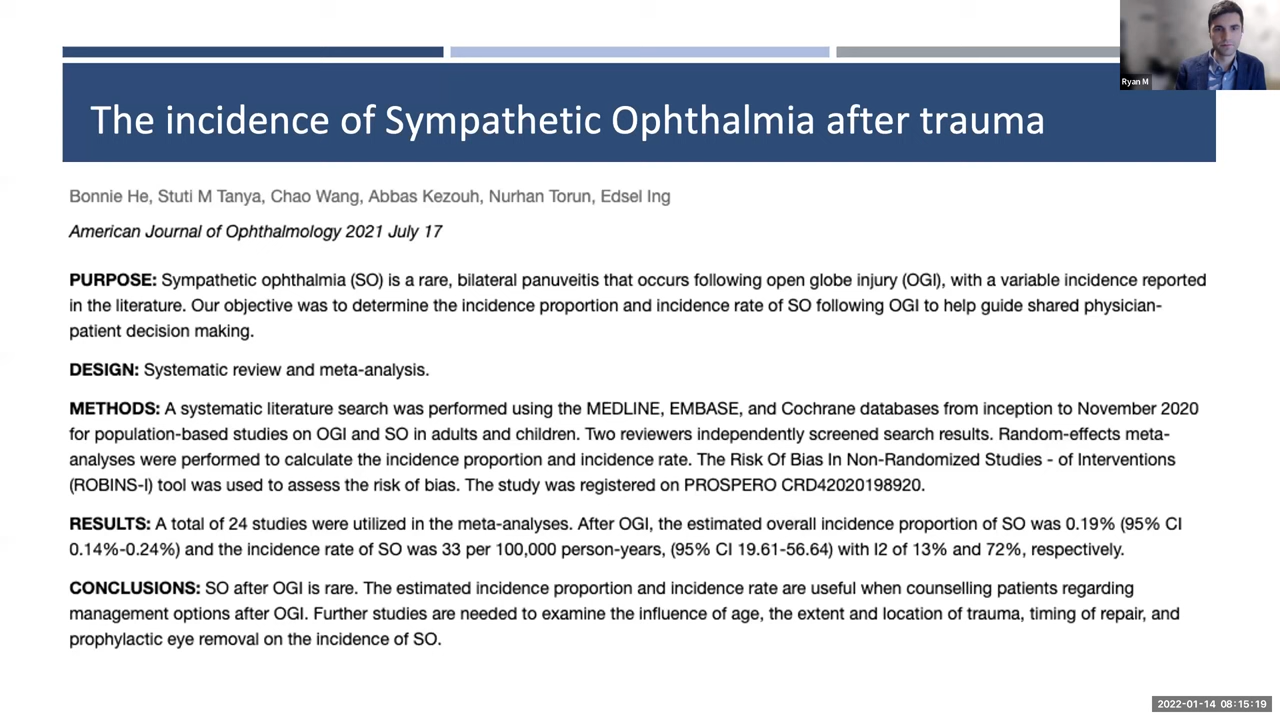 Ryan M
The incidence of Sympathetic Ophthalmia after trauma
Bonnie He, Stuti M Tanya, Chao Wang, Abbas Kezouh, Nurhan Torun, Edsel Ing
American Journal of Ophthalmology 2021 July 17
PURPOSE: Sympathetic ophthalmia (SO) is a rare, bilateral panuveitis that occurs following open globe injury (OGI), with a variable incidence reported
in the literature. Our objective was to determine the incidence proportion and incidence rate of SO following OGI to help guide shared physician-
patient decision making.
DESIGN: Systematic review and meta-analysis.
METHODS: A systematic literature search was performed using the MEDLINE, EMBASE, and Cochrane databases from inception to November 2020
for population-based studies on OGI and SO in adults and children. Two reviewers independently screened search results. Random-effects meta-
analyses were performed to calculate the incidence proportion and incidence rate. The Risk Of Bias In Non-Randomized Studies - of Interventions
(ROBINS-I) tool was used to assess the risk of bias. The study was registered on PROSPERO CRD42020198920.
RESULTS: A total of 24 studies were utilized in the meta-analyses. After OGI, the estimated overall incidence proportion of SO was 0.19% (95% CI
0.14%-0.24%) and the incidence rate of SO was 33 per 100,000 person-years, (95% CI 19.61-56.64) with I2 of 13% and 72%, respectively.
CONCLUSIONS: SO after OGI is rare. The estimated incidence proportion and incidence rate are useful when counselling patients regarding
management options after OGI. Further studies are needed to examine the influence of age, the extent and location of trauma, timing of repair, and
prophylactic eye removal on the incidence of SO.
2022-01-14 08:15:19